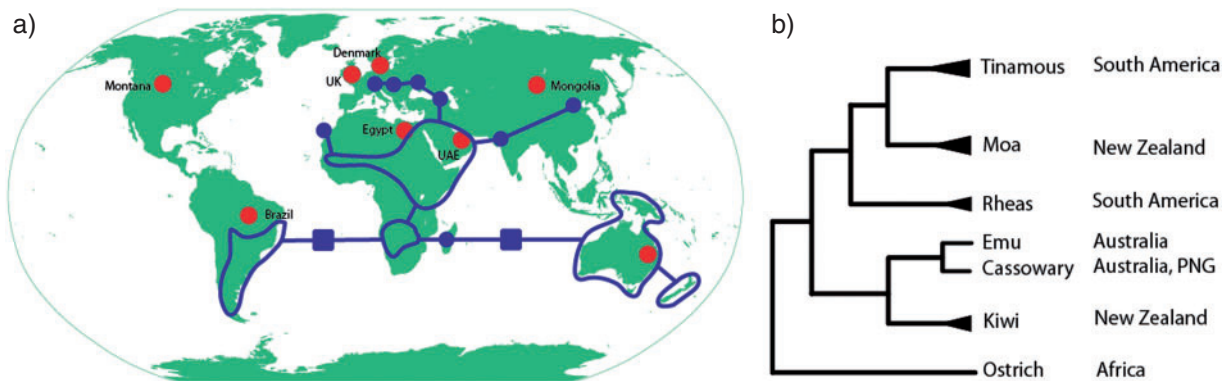 a)
Denmark
UK
Montana
Mongolia
Egypt
UAE
Brazil
b)
Tinamous South America
Moa New Zealand
Rheas South America
Emu Australia
Cassowary Australia, PNG
Kiwi New Zealand
Ostrich Africa